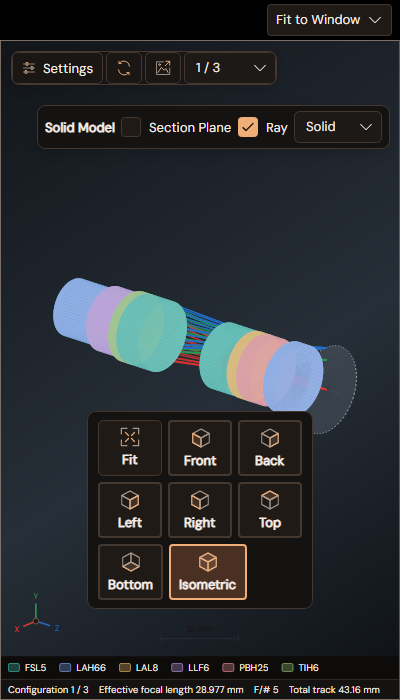 Fit to Window
Settings
1 / 3
Solid Model Section Plane Ray Solid
Fit Front Back
Left Right Top
Bottom Isometric
Y
X Z
FSL5 LAH66 LAL8 LLF6 PBH25 TIH6
Configuration 1 / 3 Effective focal length 28.977 mm F/# 5 Total track 43.16 mm